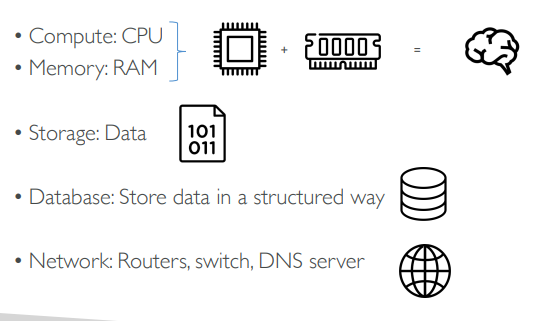 • Compute: CPU
• Memory: RAM
+ =
• Storage: Data
101
011
• Database: Store data in a structured way
• Network: Routers, switch, DNS server